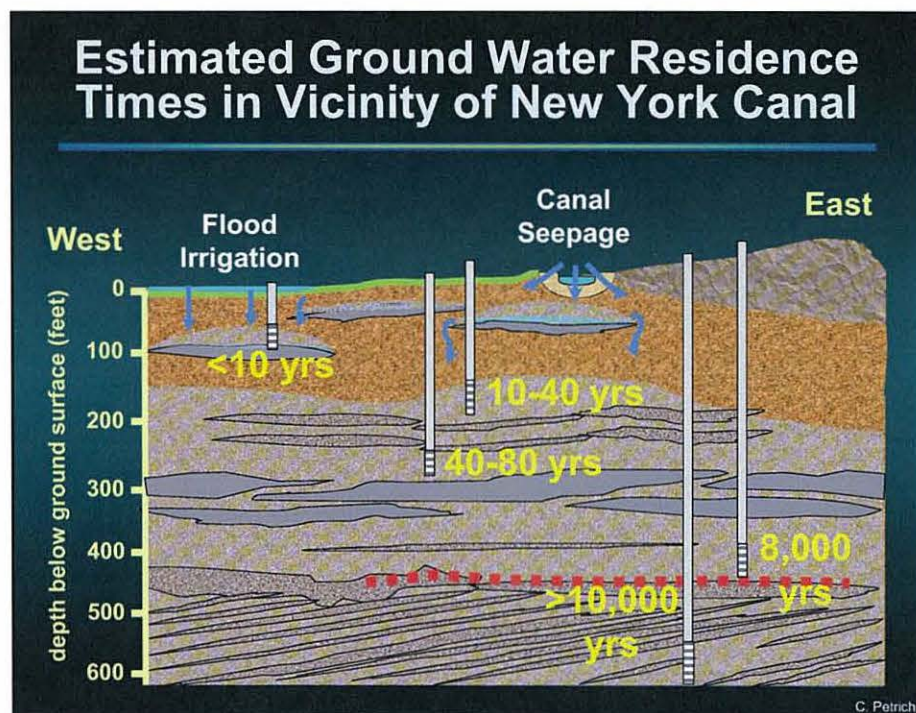 Estimated Ground Water Residence
Times in Vicinity of New York Canal
West
Flood
Irrigation
Canal
Seepage
East
depth below ground surface (feet)
0
100
200
300
400
500
600
<10 yrs
10-40 yrs
40-80 yrs
8,000
yrs
>10,000
yrs
C. Petrich